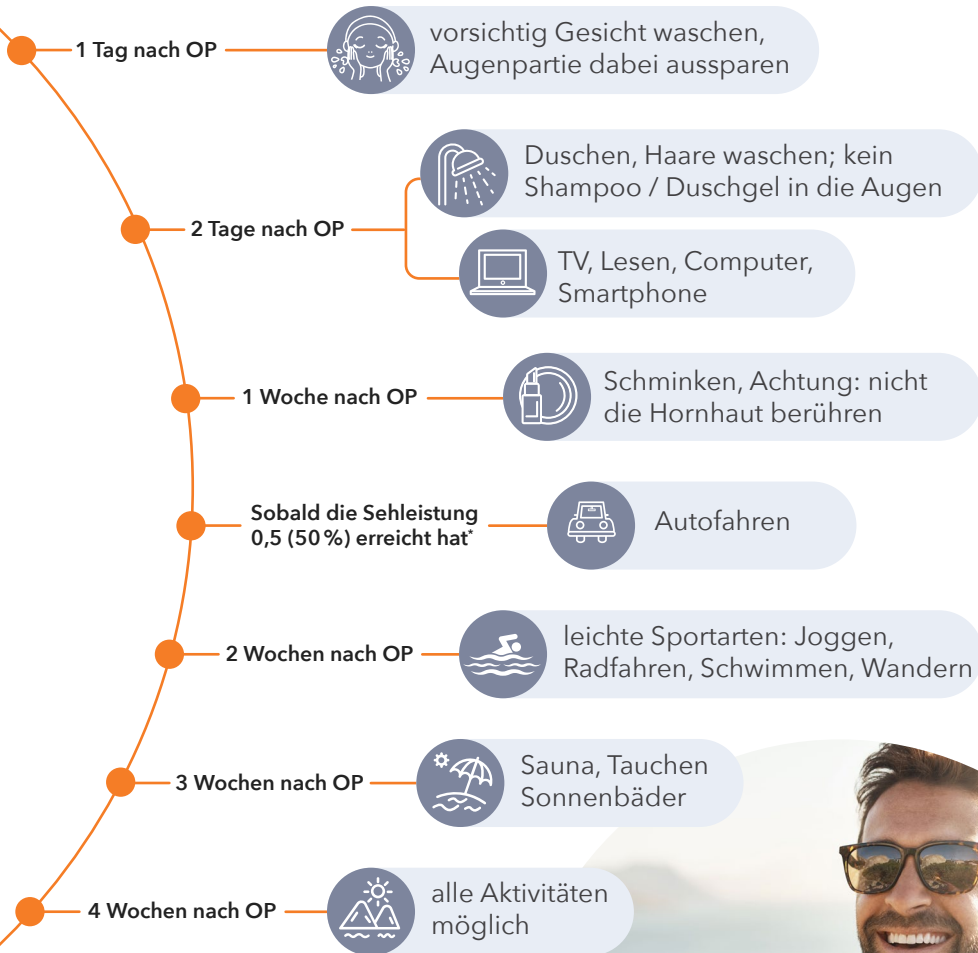 1 Tag nach OP
vorsichtig Gesicht waschen,
Augenpartie dabei aussparen
2 Tage nach OP
Duschen, Haare waschen; kein
Shampoo / Duschgel in die Augen
TV, Lesen, Computer,
Smartphone
1 Woche nach OP
Schminken, Achtung: nicht
die Hornhaut berühren
Sobald die Sehleistung
0,5 (50 %) erreicht hat*
Autofahren
2 Wochen nach OP
leichte Sportarten: Joggen,
Radfahren, Schwimmen, Wandern
3 Wochen nach OP
Sauna, Tauchen
Sonnenbäder
4 Wochen nach OP
alle Aktivitäten
möglich